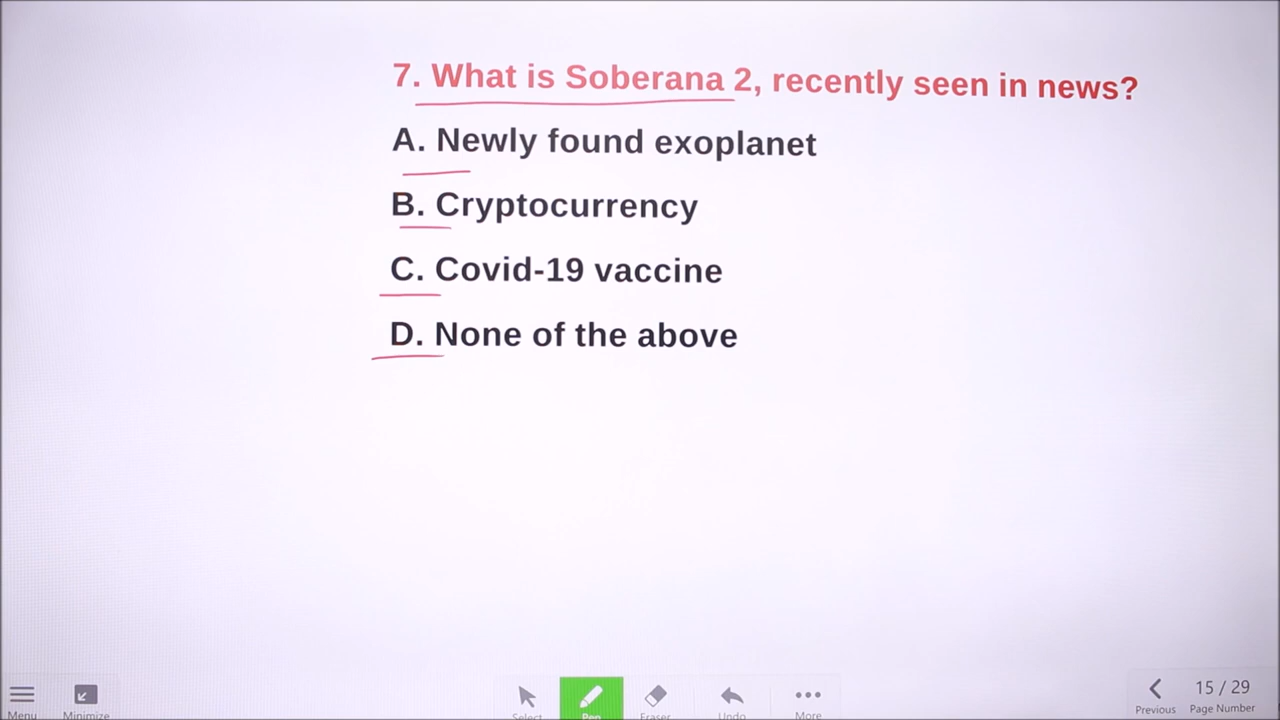 7. What is Soberana 2, recently seen in news?
A. Newly found exoplanet
B. Cryptocurrency
C. Covid-19 vaccine
D. None of the above
Menu
Minimize
Select
Pen
Eraser
Undo
More
Previous
15 / 29
Page Number